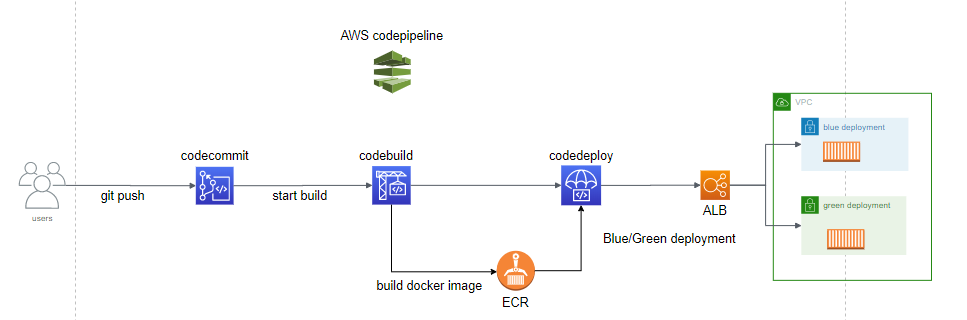 AWS codepipeline
VPC
blue deployment
codecommit
codebuild
codedeploy
git push
start build
ALB
green deployment
users
Blue/Green deployment
build docker image
ECR